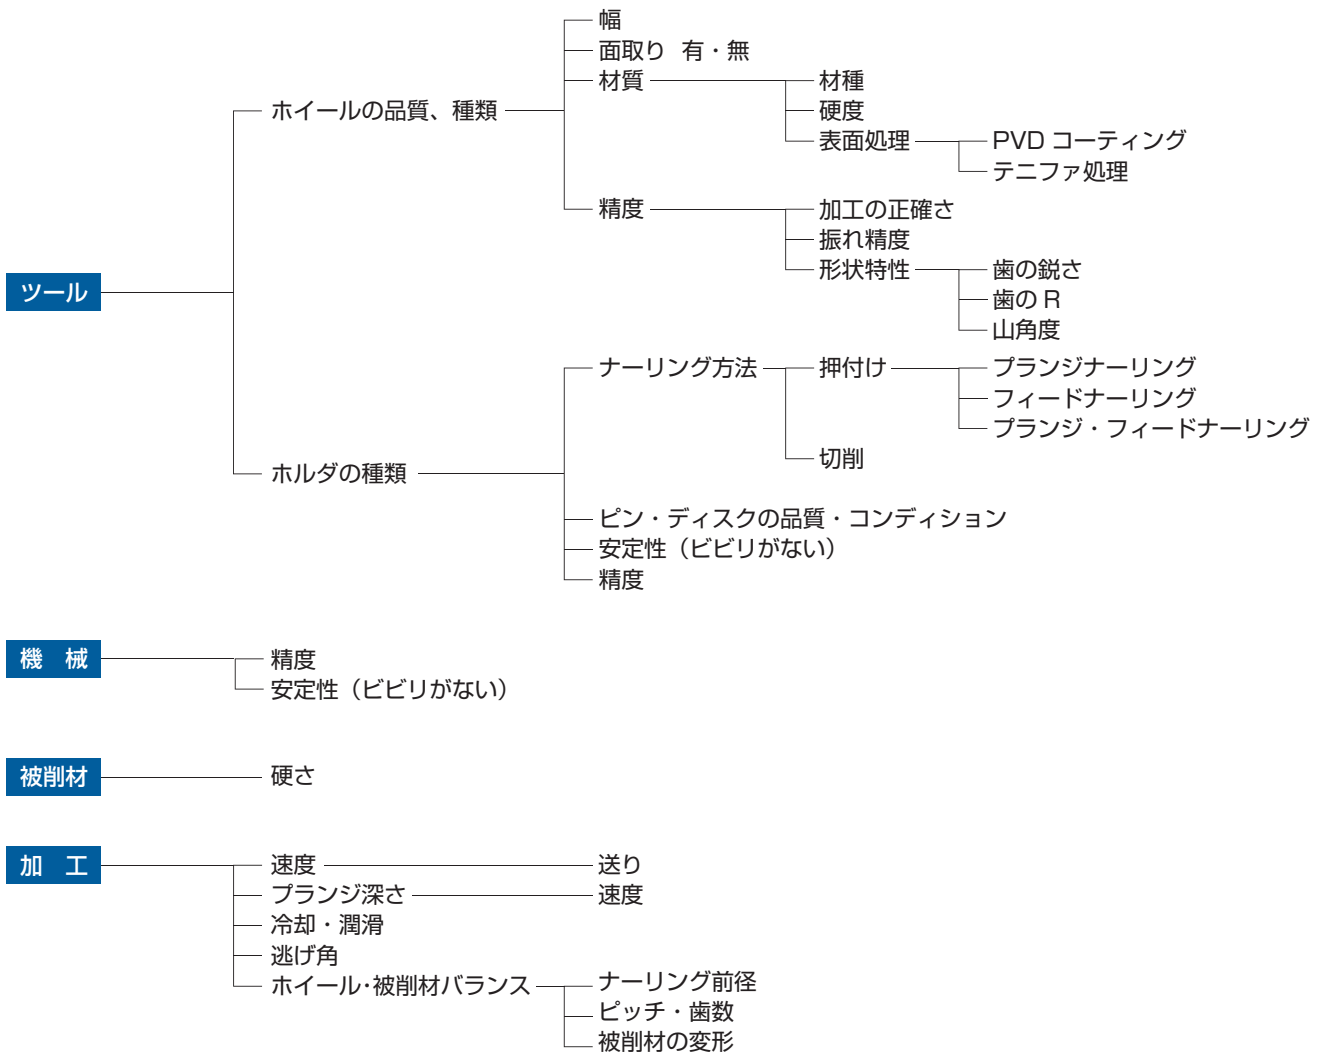 幅
面取り 有・無
材質
材種
ホイールの品質、種類
硬度
表面処理
PVD コーティング
テニファ処理
精度
加工の正確さ
振れ精度
形状特性
歯の鋭さ
ツール
歯の R
山角度
ナーリング方法
押付け
プランジナーリング
フィードナーリング
プランジ・フィードナーリング
切削
ホルダの種類
ピン・ディスクの品質・コンディション
安定性（ビビリがない）
精度
機 械
精度
安定性（ビビリがない）
被削材
硬さ
加 工
速度
送り
プランジ深さ
速度
冷却・潤滑
逃げ角
ホイール・被削材バランス
ナーリング前径
ピッチ・歯数
被削材の変形